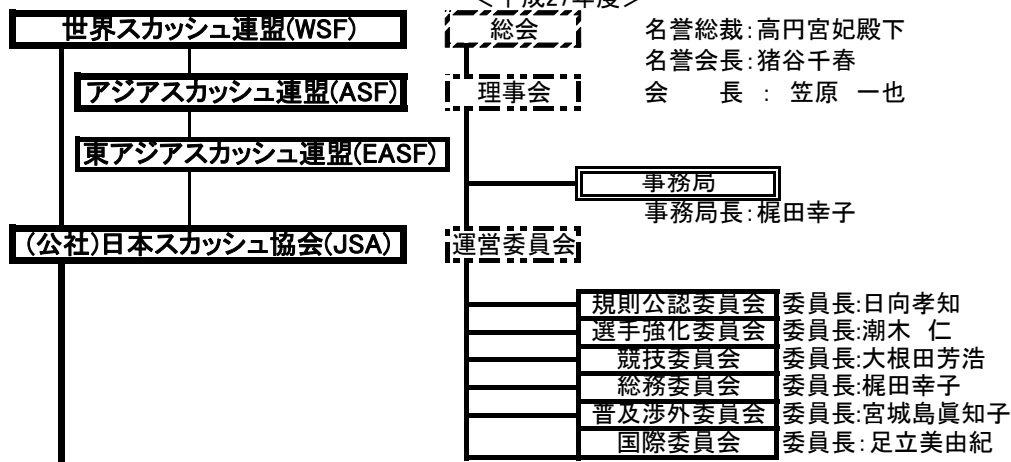 <平成27年度>
世界スカッシュ連盟(WSF)
総会
名誉総裁:高円宮妃殿下
名誉会長:猪谷千春
アジアスカッシュ連盟(ASF)
理事会
会 長 : 笠原 一也
東アジアスカッシュ連盟(EASF)
事務局
事務局長:梶田幸子
(公社)日本スカッシュ協会(JSA)
運営委員会
規則公認委員会 委員長:日向孝知
選手強化委員会 委員長:潮木 仁
競技委員会 委員長:大根田芳浩
総務委員会 委員長:梶田幸子
普及渉外委員会 委員長:宮城島眞知子
国際委員会 委員長:足立美由紀